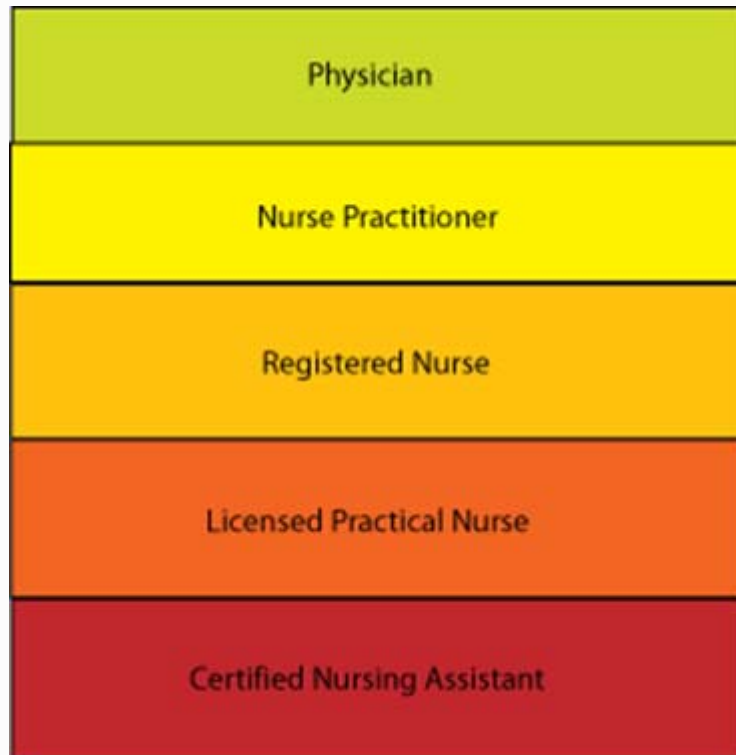 Physician
Nurse Practitioner
Registered Nurse
Licensed Practical Nurse
Certified Nursing Assistant